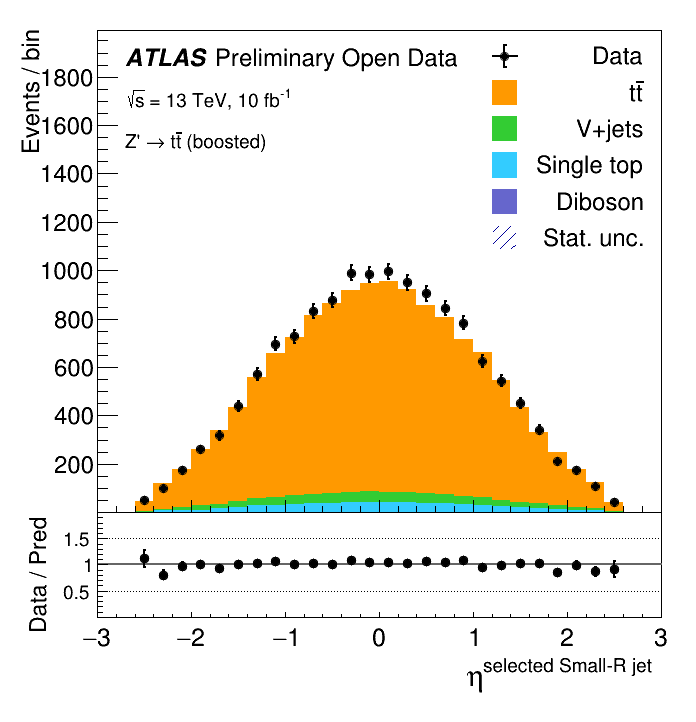 ATLAS Preliminary Open Data
√s = 13 TeV, 10 fb⁻¹
Z' → tt̄ (boosted)
Data
tt̄
V+jets
Single top
Diboson
Stat. unc.
Events / bin
1800
1600
1400
1200
1000
800
600
400
200
Data / Pred
1.5
1
0.5
−3 −2 −1 0 1 2 3
η^selected Small-R jet